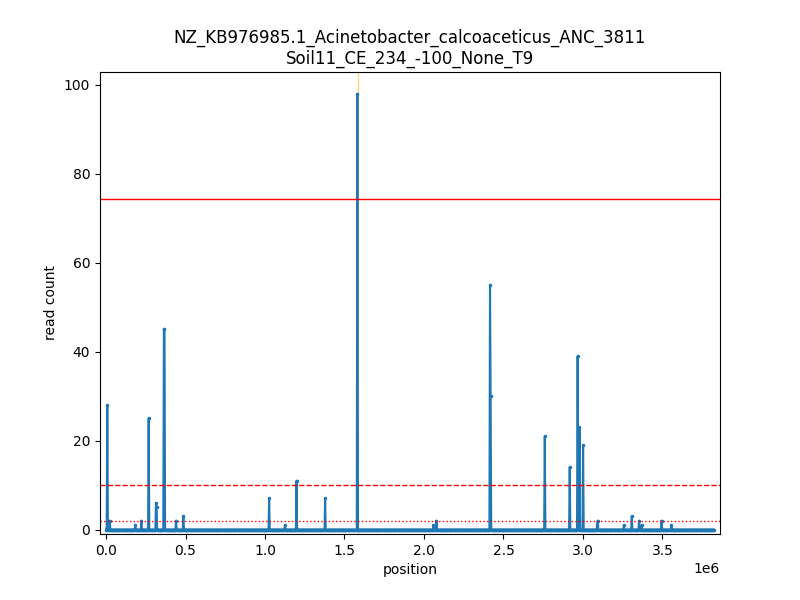 NZ_KB976985.1_Acinetobacter_calcoaceticus_ANC_3811
Soil11_CE_234_-100_None_T9
100
80
60
40
20
0
read count
0.0 0.5 1.0 1.5 2.0 2.5 3.0 3.5
1e6
position